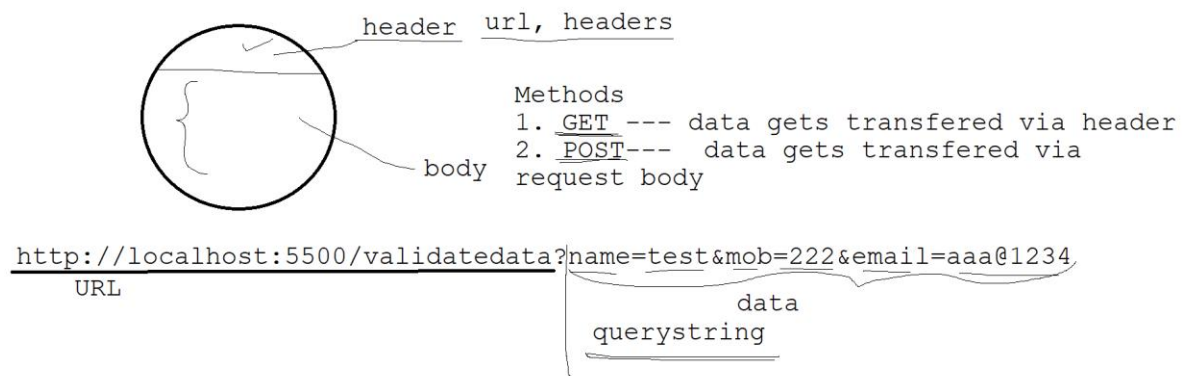 header url, headers
Methods
1. GET --- data gets transfered via header
2. POST--- data gets transfered via
body request body
http://localhost:5500/validatedata?name=test&mob=222&email=aaa@1234
URL
data
querystring